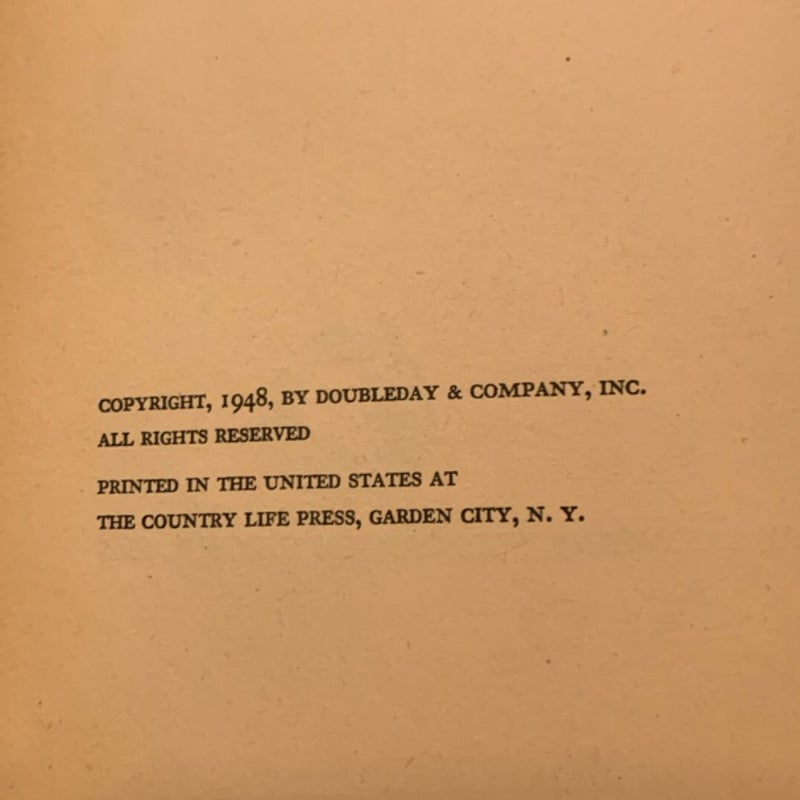 COPYRIGHT, 1948, BY DOUBLEDAY & COMPANY, INC.
ALL RIGHTS RESERVED
PRINTED IN THE UNITED STATES AT
THE COUNTRY LIFE PRESS, GARDEN CITY, N. Y.